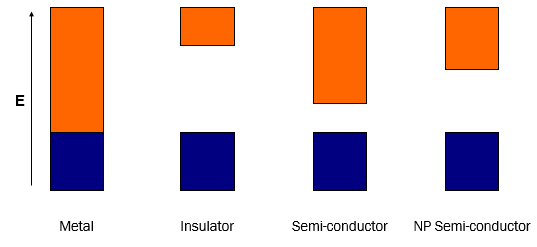 E
Metal
Insulator
Semi-conductor
NP Semi-conductor